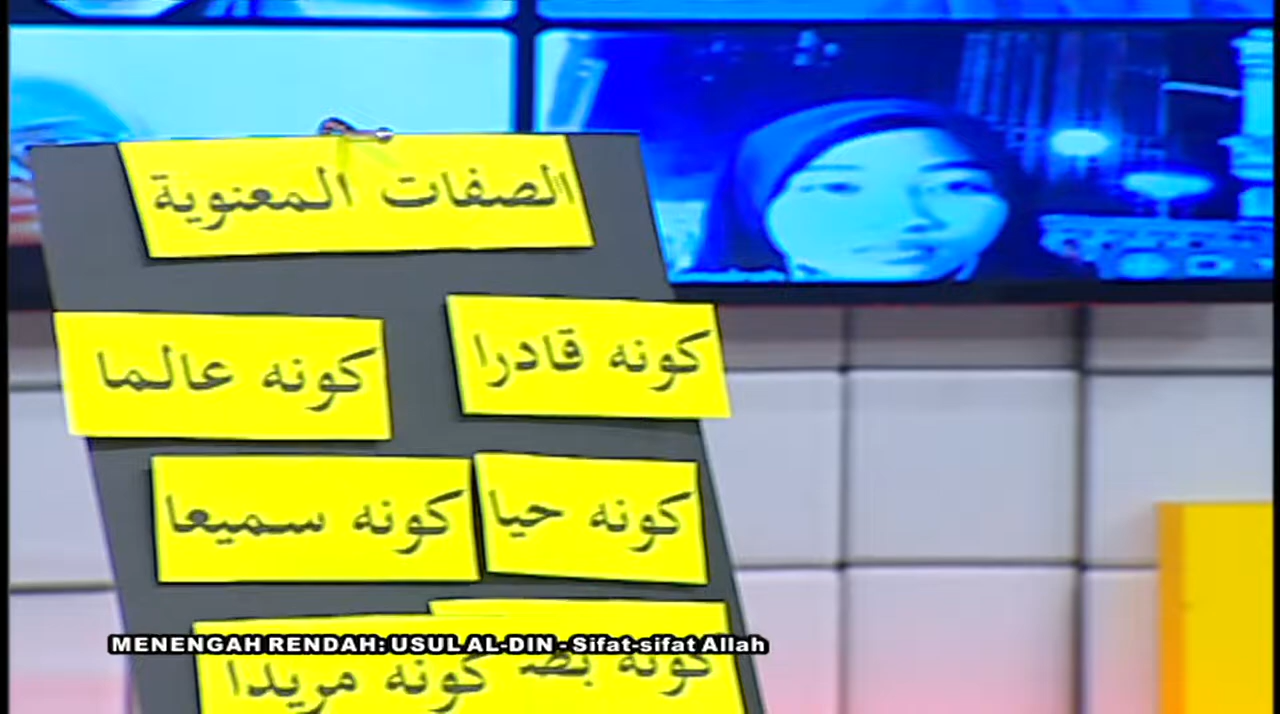 الصفات المعنوية
كونه قادرا
كونه عالما
كونه حيا
كونه سميعا
كونه
كونه مريدا
MENENGAH RENDAH: USUL AL-DIN - Sifat-sifat Allah